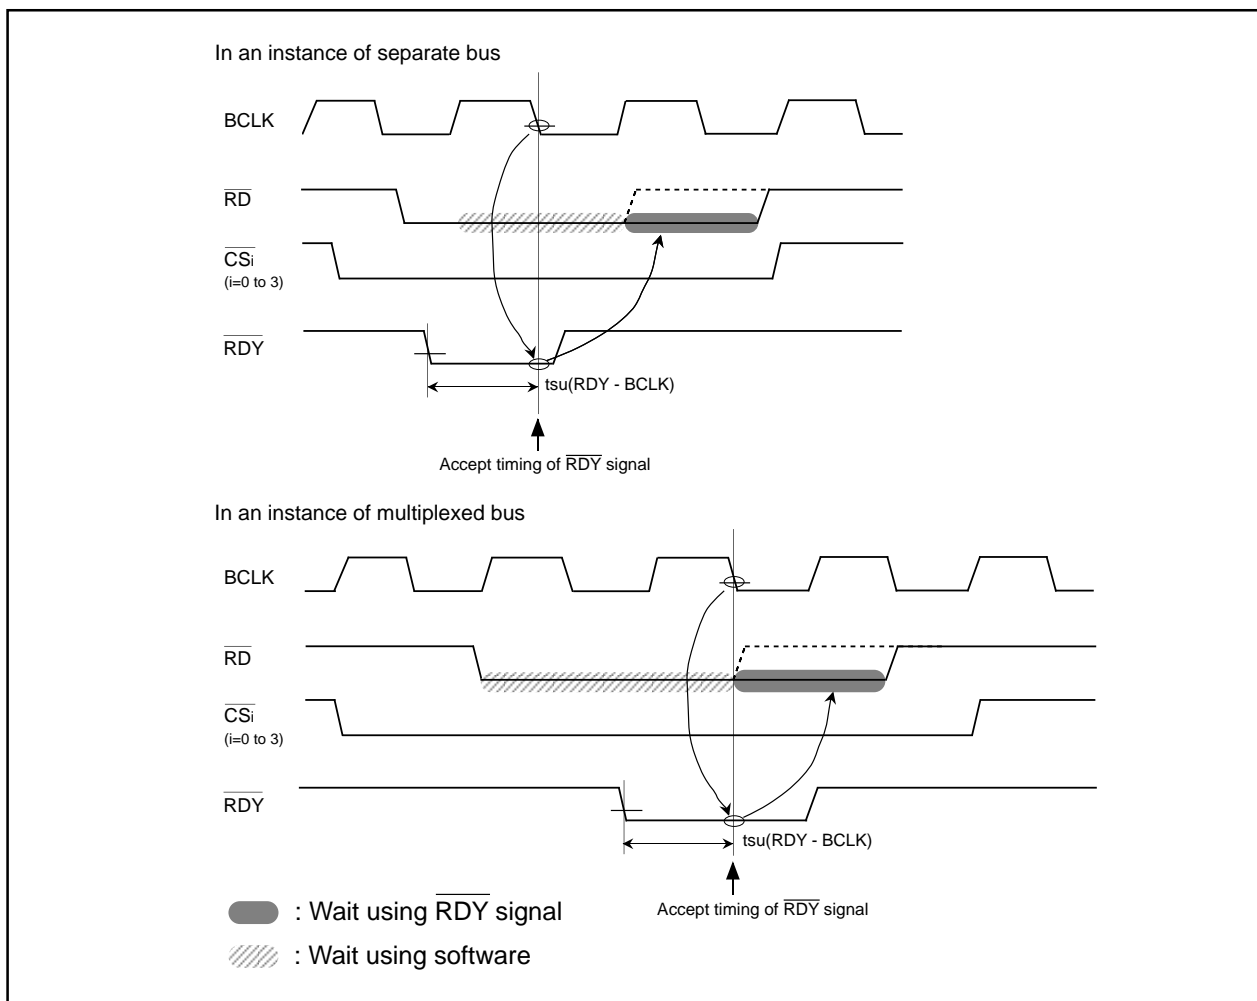 In an instance of separate bus
BCLK
RD
CSi
(i=0 to 3)
RDY
tsu(RDY - BCLK)
Accept timing of RDY signal
In an instance of multiplexed bus
BCLK
RD
CSi
(i=0 to 3)
RDY
tsu(RDY - BCLK)
Accept timing of RDY signal
: Wait using RDY signal
: Wait using software